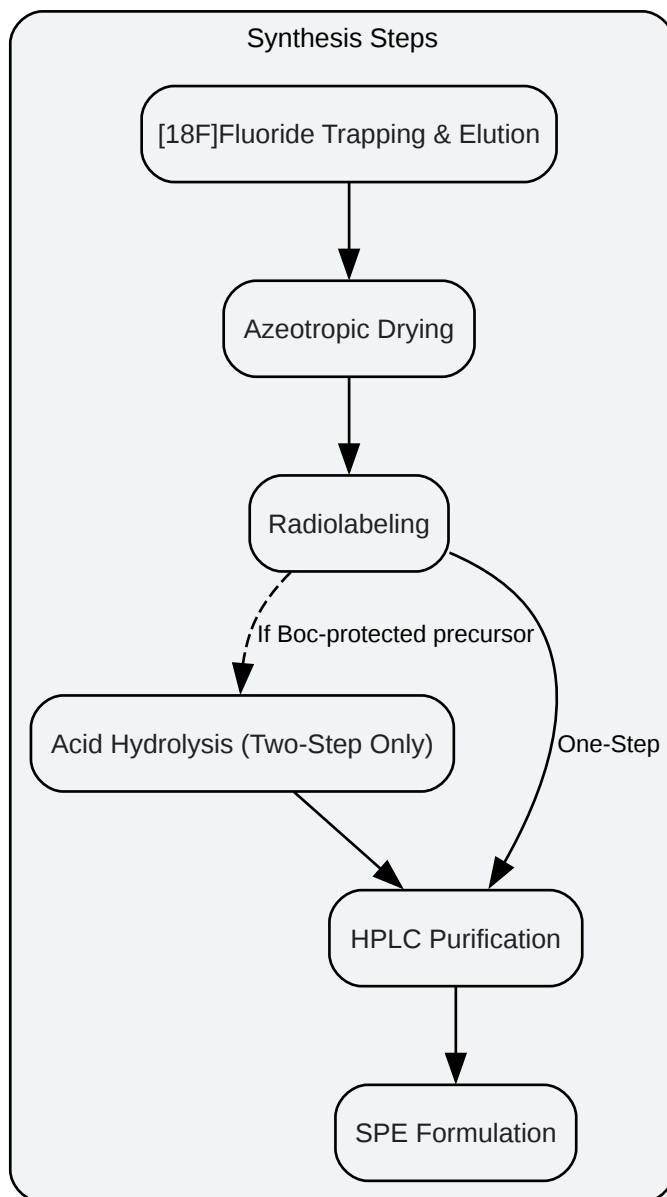 Synthesis Steps
[18F]Fluoride Trapping & Elution
Azeotropic Drying
Radiolabeling
If Boc-protected precursor
Acid Hydrolysis (Two-Step Only)
One-Step
HPLC Purification
SPE Formulation